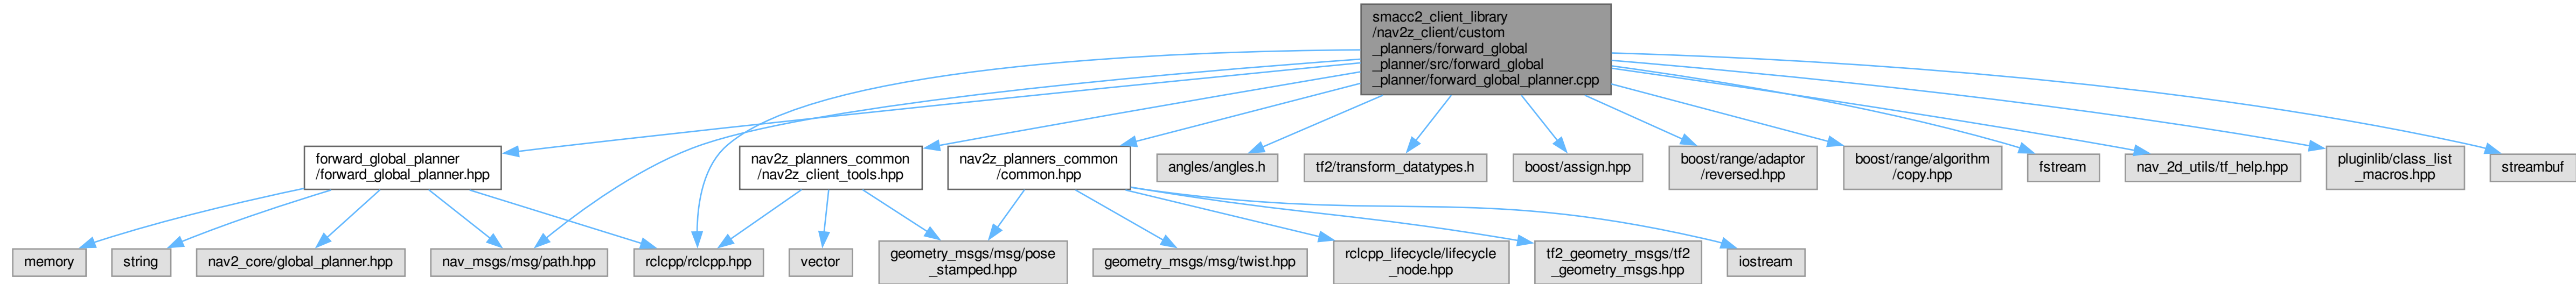 smacc2_client_library
/nav2z_client/custom
_planners/forward_global
_planner/src/forward_global
_planner/forward_global_planner.cpp
forward_global_planner
/forward_global_planner.hpp
nav2z_planners_common
/nav2z_client_tools.hpp
nav2z_planners_common
/common.hpp
angles/angles.h
tf2/transform_datatypes.h
boost/assign.hpp
boost/range/adaptor
/reversed.hpp
boost/range/algorithm
/copy.hpp
fstream
nav_2d_utils/tf_help.hpp
pluginlib/class_list
_macros.hpp
streambuf
memory
string
nav2_core/global_planner.hpp
nav_msgs/msg/path.hpp
rclcpp/rclcpp.hpp
vector
geometry_msgs/msg/pose
_stamped.hpp
geometry_msgs/msg/twist.hpp
rclcpp_lifecycle/lifecycle
_node.hpp
tf2_geometry_msgs/tf2
_geometry_msgs.hpp
iostream